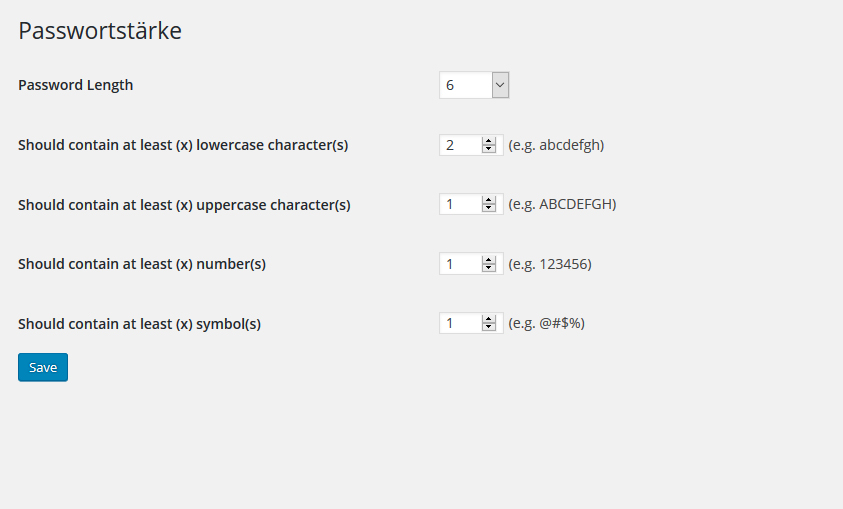 Passwortstärke
Password Length 6
Should contain at least (x) lowercase character(s) 2 (e.g. abcdefgh)
Should contain at least (x) uppercase character(s) 1 (e.g. ABCDEFGH)
Should contain at least (x) number(s) 1 (e.g. 123456)
Should contain at least (x) symbol(s) 1 (e.g. @#$%)
Save